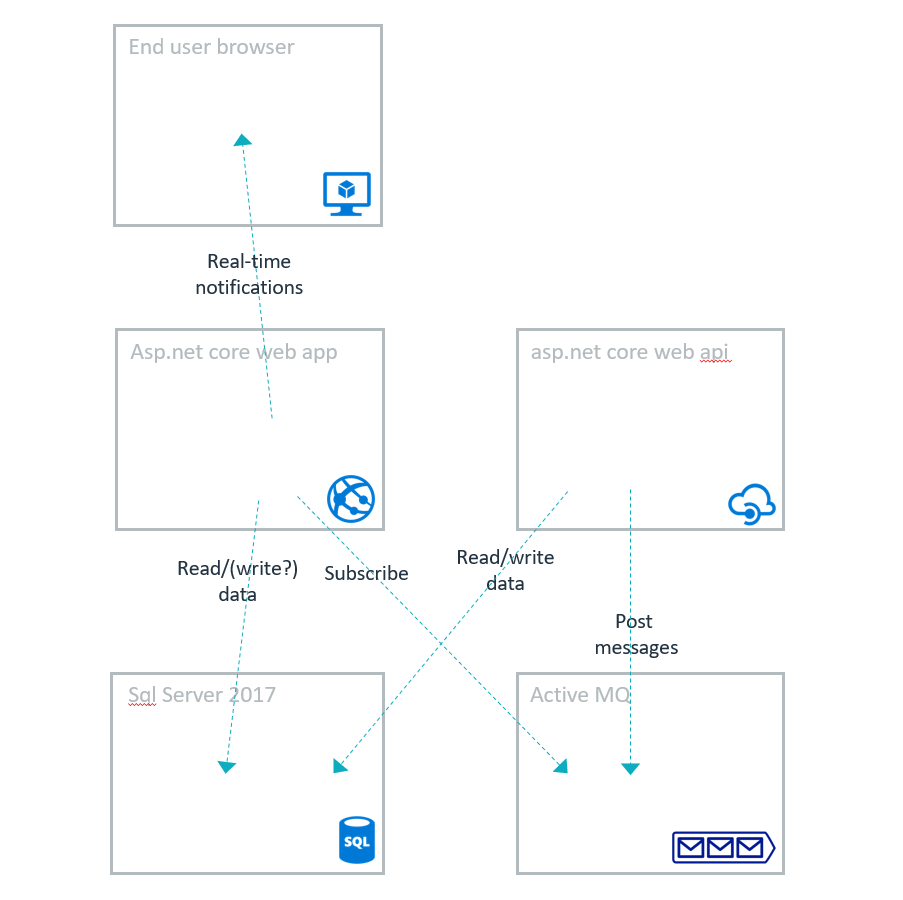 End user browser
Real-time
notifications
Asp.net core web app
asp.net core web api
Read/(write?)
data
Subscribe
Read/write
data
Post
messages
Sql Server 2017
Active MQ
SQL